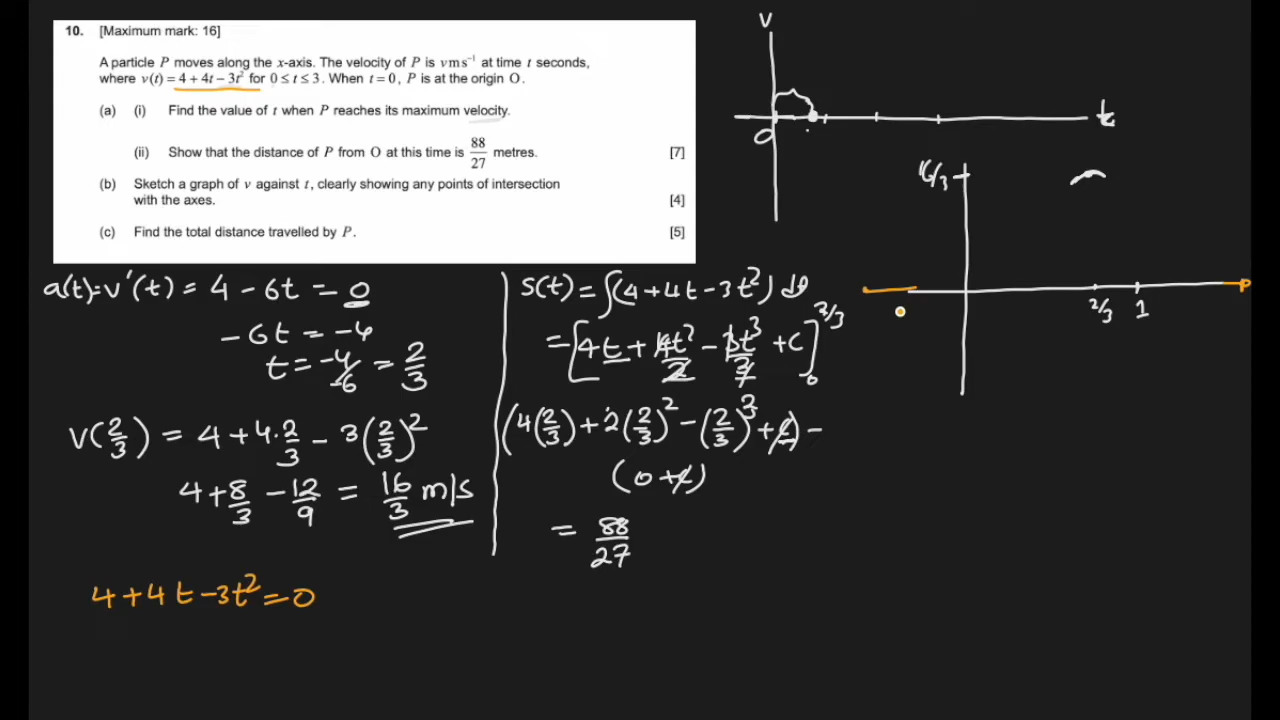 10. [Maximum mark: 16]
A particle P moves along the x-axis. The velocity of P is v m s⁻¹ at time t seconds,
where v(t) = 4 + 4t − 3t² for 0 ≤ t ≤ 3. When t = 0, P is at the origin O.
(a) (i) Find the value of t when P reaches its maximum velocity.
(ii) Show that the distance of P from O at this time is 88/27 metres. [7]
(b) Sketch a graph of v against t, clearly showing any points of intersection
with the axes. [4]
(c) Find the total distance travelled by P. [5]
a(t)=v'(t) = 4 - 6t = 0
-6t = -4
t = -4/-6 = 2/3
v(2/3) = 4 + 4·2/3 - 3(2/3)²
4 + 8/3 - 12/9 = 16/3 m/s
4+4t-3t²=0
s(t) = ∫(4+4t-3t²) dt
= [4t + 4t²/2 - 3t³/3 + c]₀^2/3
(4(2/3) + 2(2/3)² - (2/3)³ + c) -
(0+c)
= 88/27
v
t
0
16/3
2/3 1